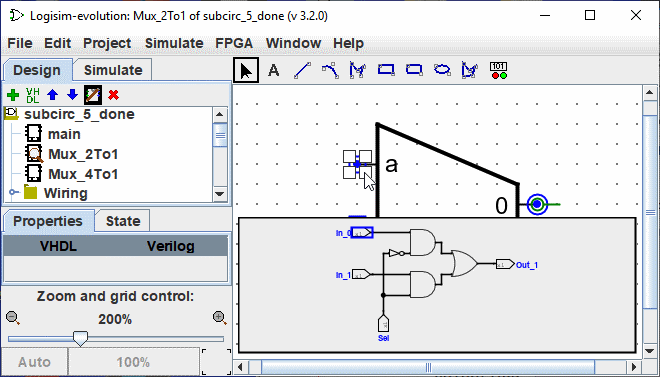 Logisim-evolution: Mux_2To1 of subcirc_5_done (v 3.2.0)
File Edit Project Simulate FPGA Window Help
Design Simulate
A
101
VH
DL
subcirc_5_done
main
Mux_2To1
Mux_4To1
Wiring
Properties State
VHDL Verilog
Zoom and grid control:
200%
Auto 100%
a
0
In_0
In_1
Out_1
Sel